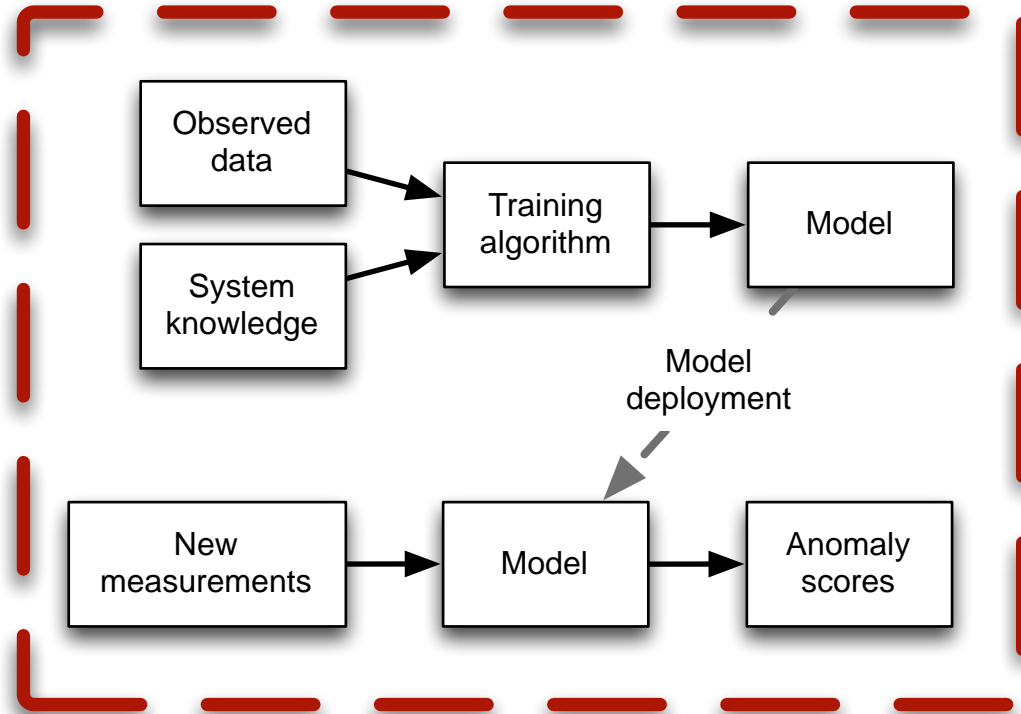 Observed
data
System
knowledge
Training
algorithm
Model
Model
deployment
New
measurements
Model
Anomaly
scores